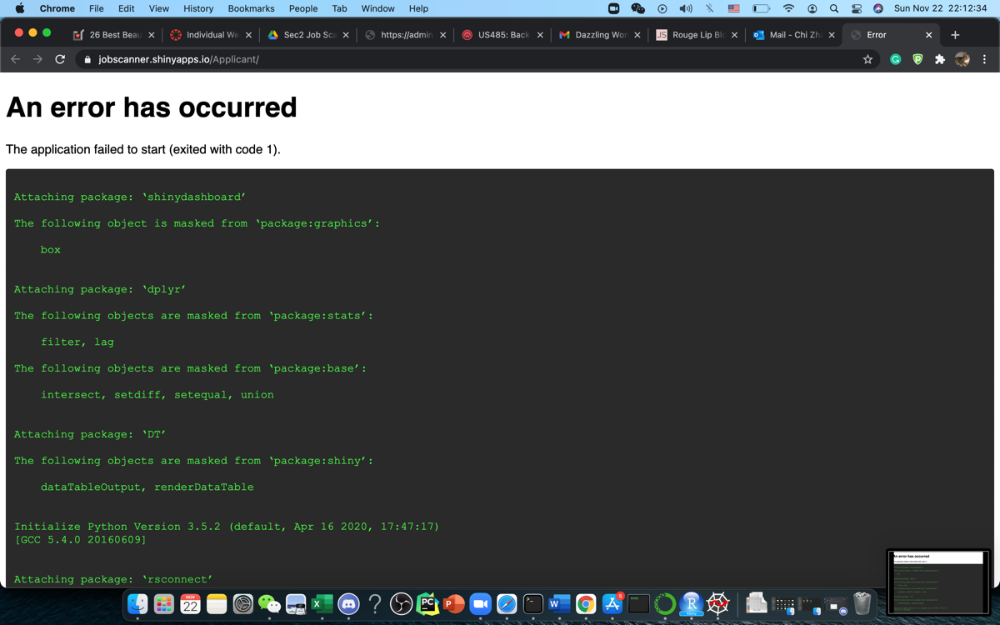 Chrome File Edit View History Bookmarks People Tab Window Help Sun Nov 22 22:12:34
26 Best Beau Individual We Sec2 Job Sca https://admin US485: Back Dazzling Wor JS Rouge Lip Blu Mail - Chi Zha Error
jobscanner.shinyapps.io/Applicant/
An error has occurred
The application failed to start (exited with code 1).
Attaching package: ‘shinydashboard’
The following object is masked from ‘package:graphics’:
box
Attaching package: ‘dplyr’
The following objects are masked from ‘package:stats’:
filter, lag
The following objects are masked from ‘package:base’:
intersect, setdiff, setequal, union
Attaching package: ‘DT’
The following objects are masked from ‘package:shiny’:
dataTableOutput, renderDataTable
Initialize Python Version 3.5.2 (default, Apr 16 2020, 17:47:17)
[GCC 5.4.0 20160609]
Attaching package: ‘rsconnect’
An error has occurred
NOV
22
X
?
PC
P
W
5
R